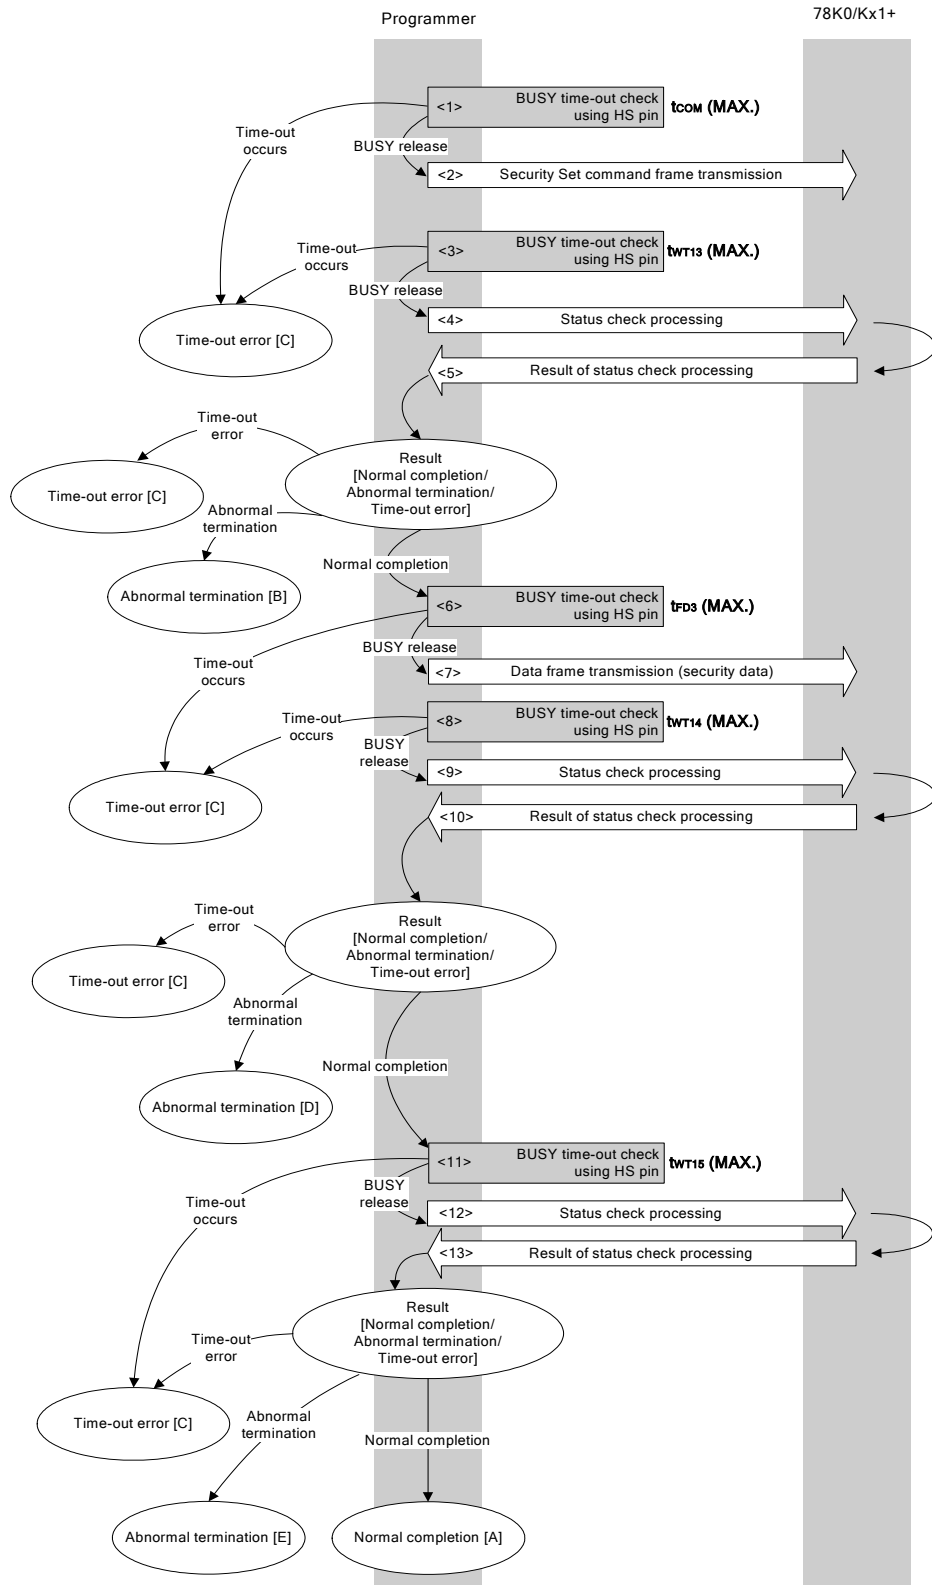 Programmer
78K0/Kx1+
<1>
BUSY time-out check
using HS pin
tCOM (MAX.)
Time-out
occurs
BUSY release
<2>
Security Set command frame transmission
<3>
BUSY time-out check
using HS pin
tWT13 (MAX.)
Time-out
occurs
BUSY release
<4>
Status check processing
Time-out error [C]
<5>
Result of status check processing
Time-out
error
Result
[Normal completion/
Abnormal termination/
Time-out error]
Time-out error [C]
Abnormal
termination
Normal completion
Abnormal termination [B]
<6>
BUSY time-out check
using HS pin
tFD3 (MAX.)
BUSY release
Time-out
occurs
<7>
Data frame transmission (security data)
<8>
BUSY time-out check
using HS pin
tWT14 (MAX.)
Time-out
occurs
BUSY
release
<9>
Status check processing
Time-out error [C]
<10>
Result of status check processing
Time-out
error
Result
[Normal completion/
Abnormal termination/
Time-out error]
Time-out error [C]
Abnormal
termination
Normal completion
Abnormal termination [D]
<11>
BUSY time-out check
using HS pin
tWT15 (MAX.)
BUSY
release
Time-out
occurs
<12>
Status check processing
<13>
Result of status check processing
Result
[Normal completion/
Abnormal termination/
Time-out error]
Time-out
error
Time-out error [C]
Abnormal
termination
Normal completion
Abnormal termination [E]
Normal completion [A]